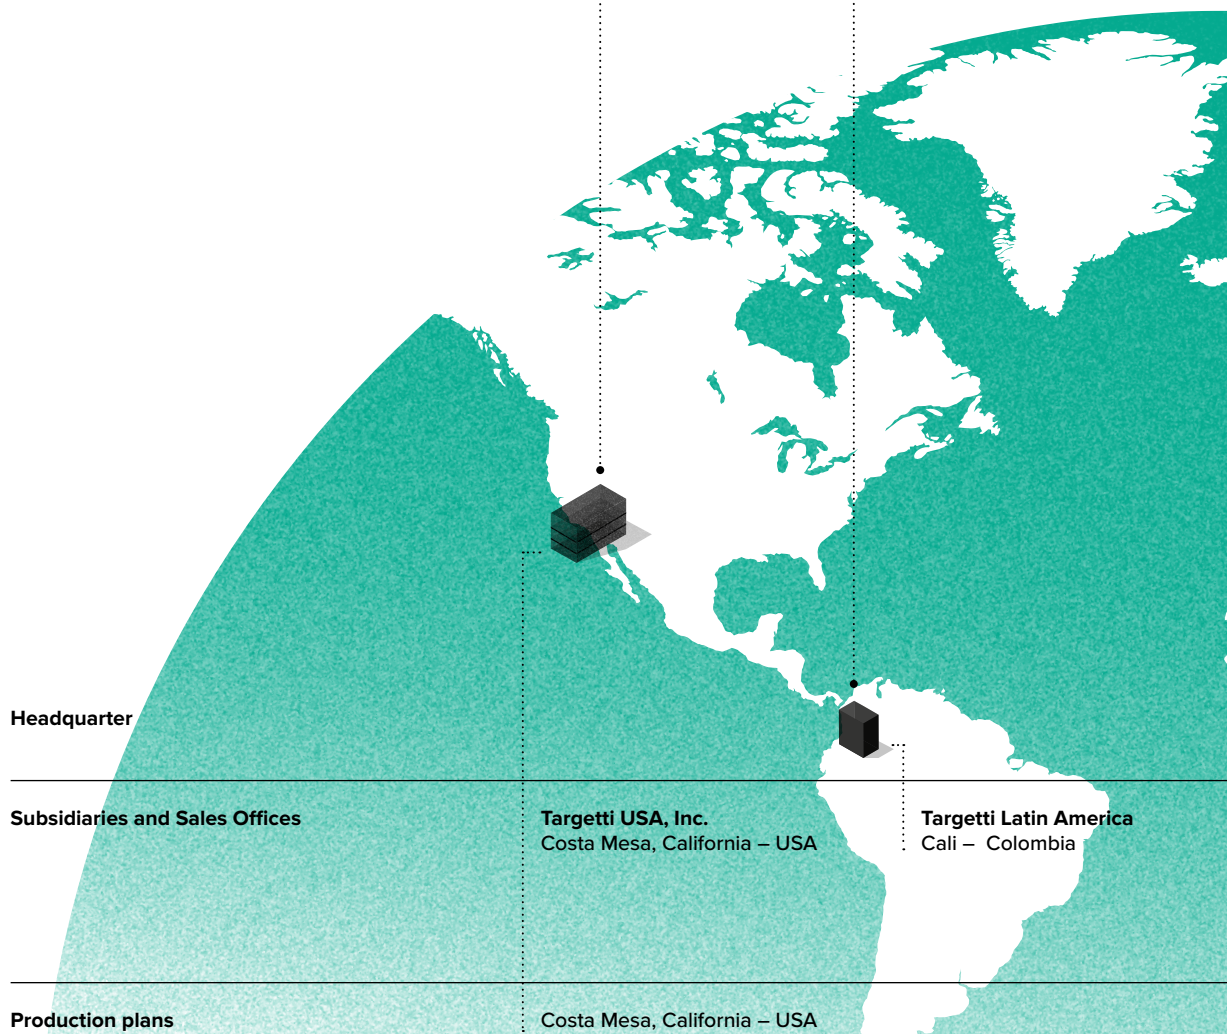 Headquarter
Subsidiaries and Sales Offices
Targetti USA, Inc.
Costa Mesa, California – USA
Targetti Latin America
Cali –  Colombia
Production plans
Costa Mesa, California – USA